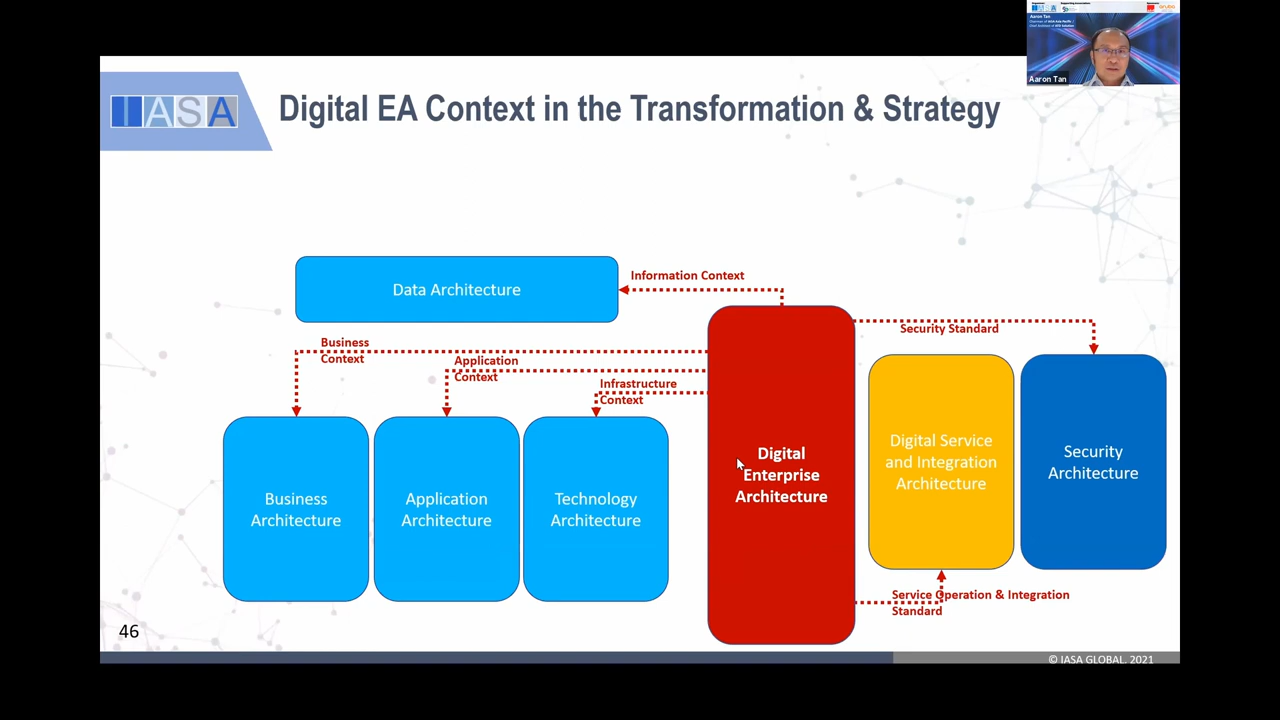 Aaron Tan
Aaron Tan
IASA
Digital EA Context in the Transformation & Strategy
Data Architecture
Information Context
Security Standard
Business
Context
Application
Context
Infrastructure
Context
Business
Architecture
Application
Architecture
Technology
Architecture
Digital
Enterprise
Architecture
Digital Service
and Integration
Architecture
Security
Architecture
Service Operation & Integration
Standard
46
© IASA GLOBAL. 2021